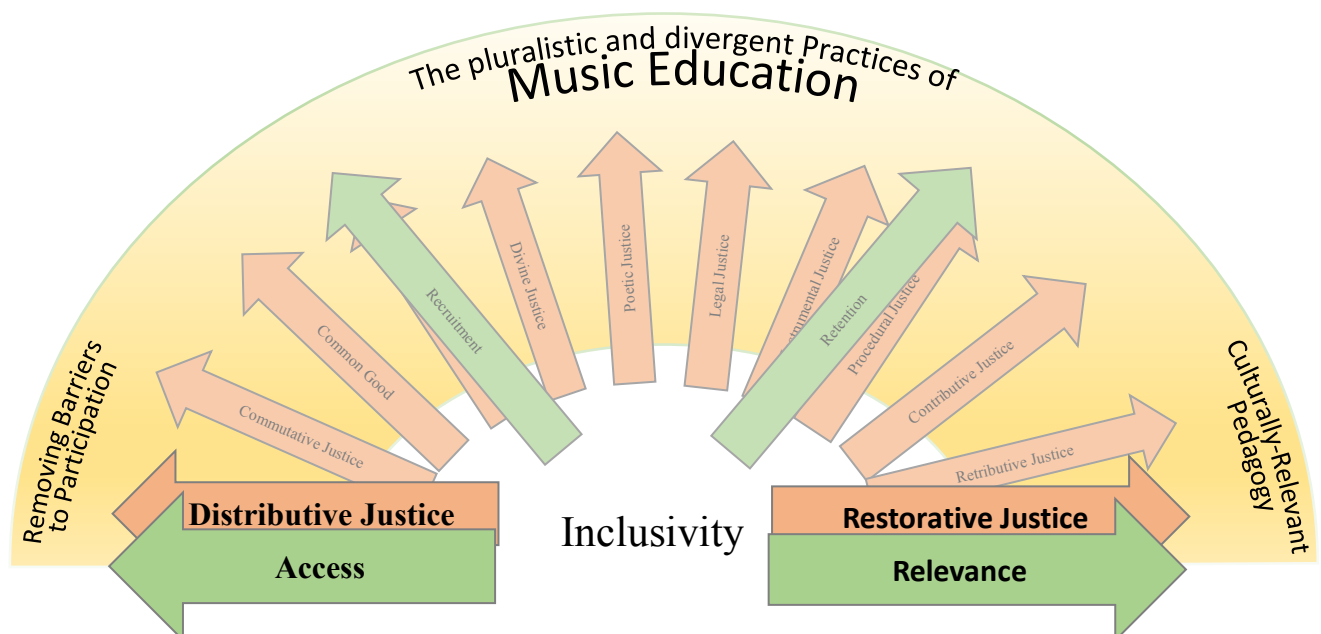 The pluralistic and divergent Practices of
Music Education
Removing Barriers
to Participation
Culturally-Relevant
Pedagogy
Commutative Justice
Common Good
Recruitment
Divine Justice
Poetic Justice
Legal Justice
Justice
Retention
Procedural Justice
Contributive Justice
Retributive Justice
Distributive Justice
Access
Inclusivity
Restorative Justice
Relevance